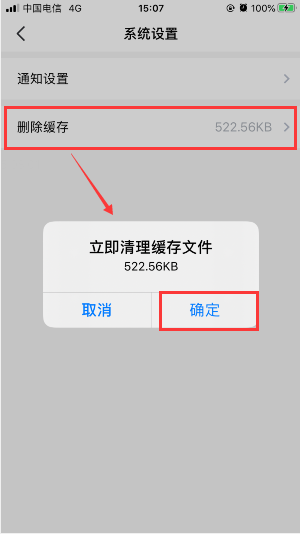 中国电信 4G 15:07 100%
系统设置
通知设置
删除缓存 522.56KB
立即清理缓存文件
522.56KB
取消 确定